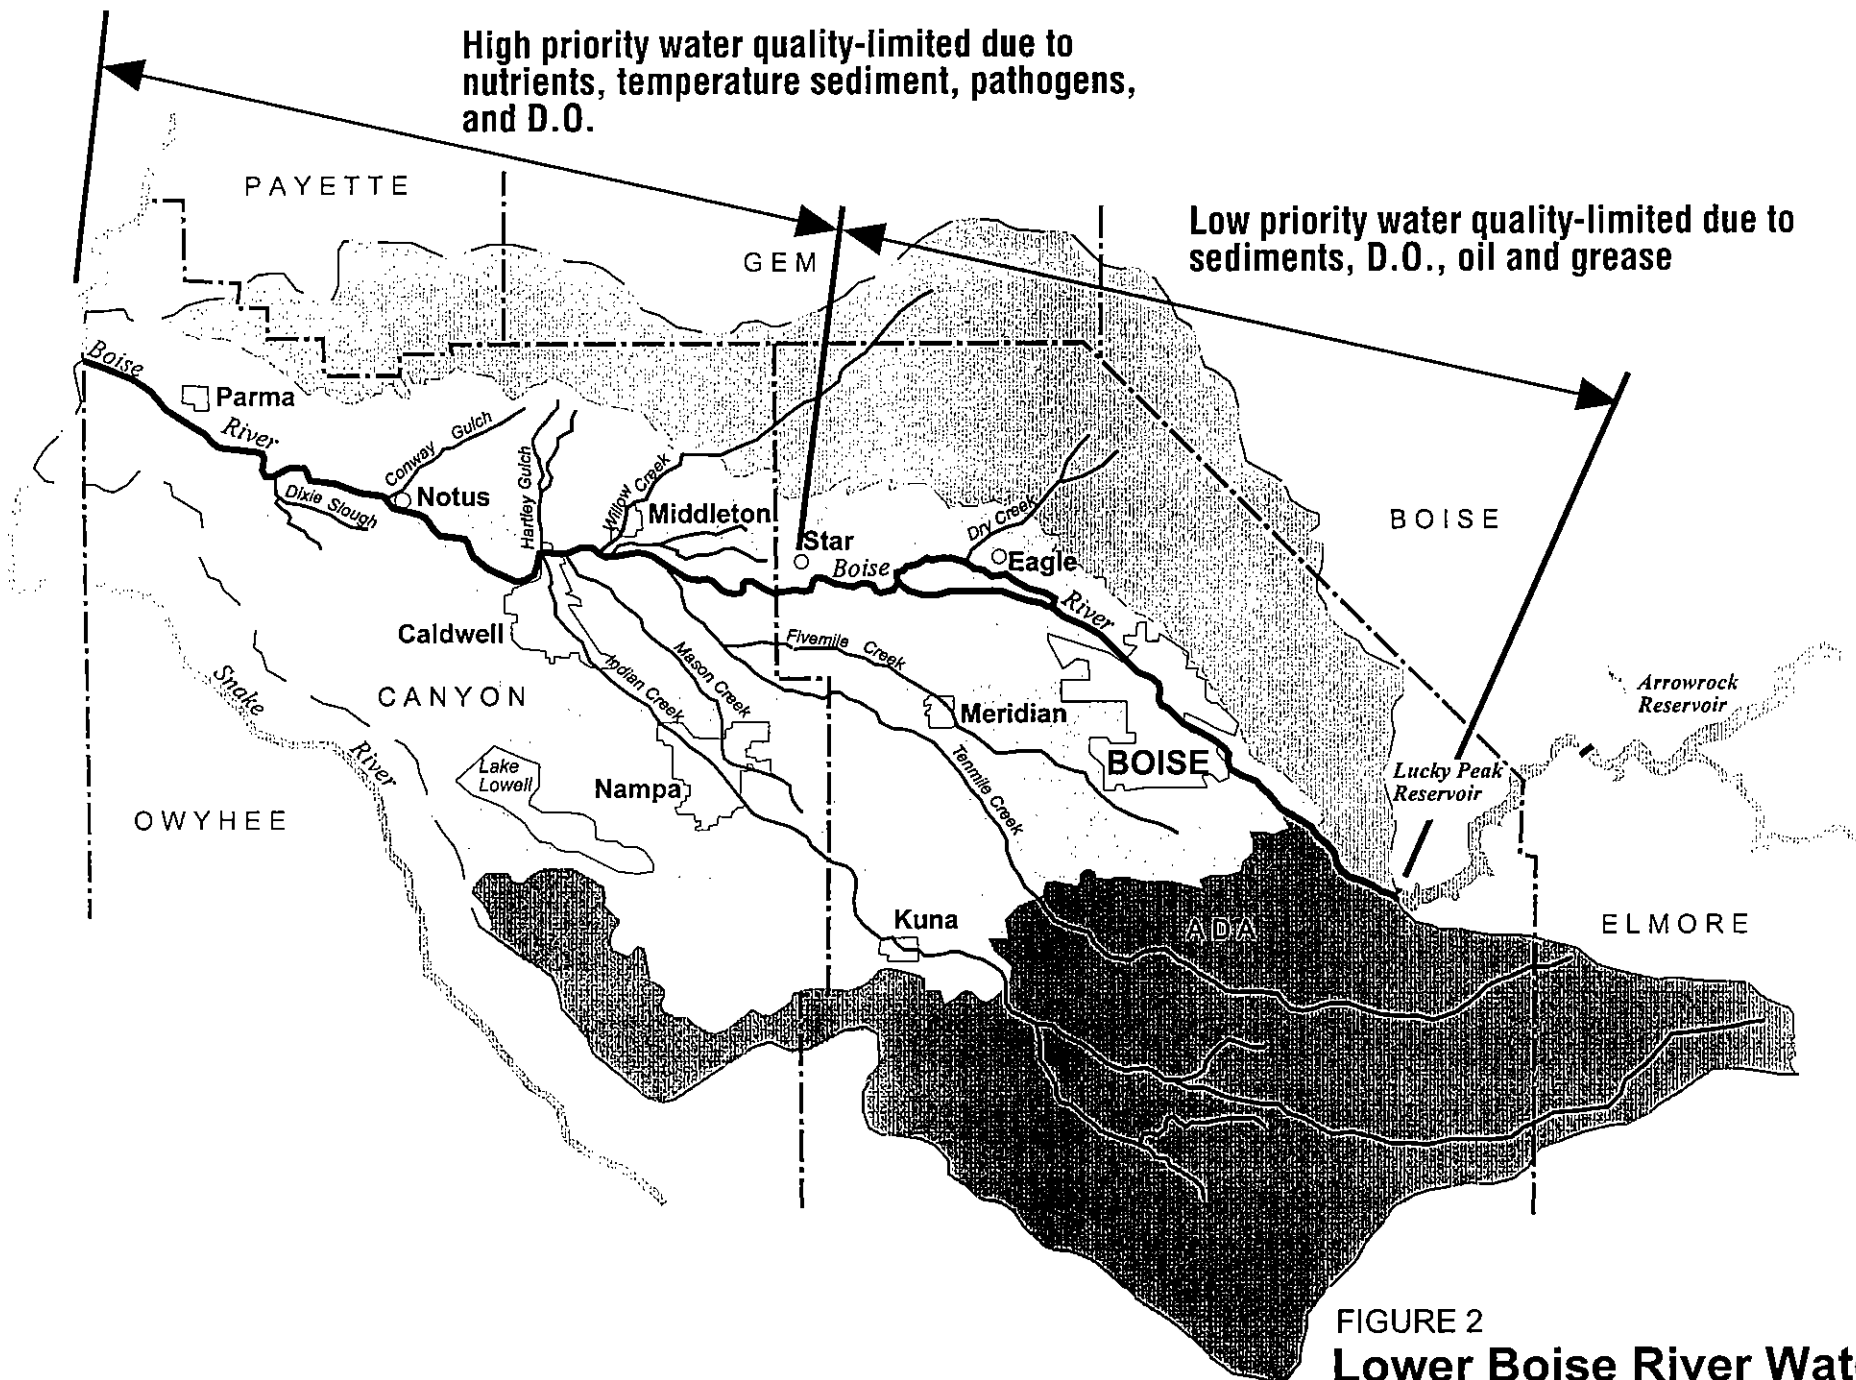 High priority water quality-limited due to
nutrients, temperature sediment, pathogens,
and D.O.
PAYETTE
Low priority water quality-limited due to
sediments, D.O., oil and grease
GEM
Boise
Parma
River
Conway Gulch
Hartley Gulch
Willow Creek
Dixie Slough
Notus
Middleton
Dry Creek
BOISE
Star
Boise
Eagle
River
Caldwell
Fivemile Creek
Indian Creek
Mason Creek
Snake
River
CANYON
Meridian
Arrowrock
Reservoir
Tenmile Creek
BOISE
Lucky Peak
Reservoir
Lake
Lowell
Nampa
OWYHEE
Kuna
ADA
ELMORE
FIGURE 2
Lower Boise River